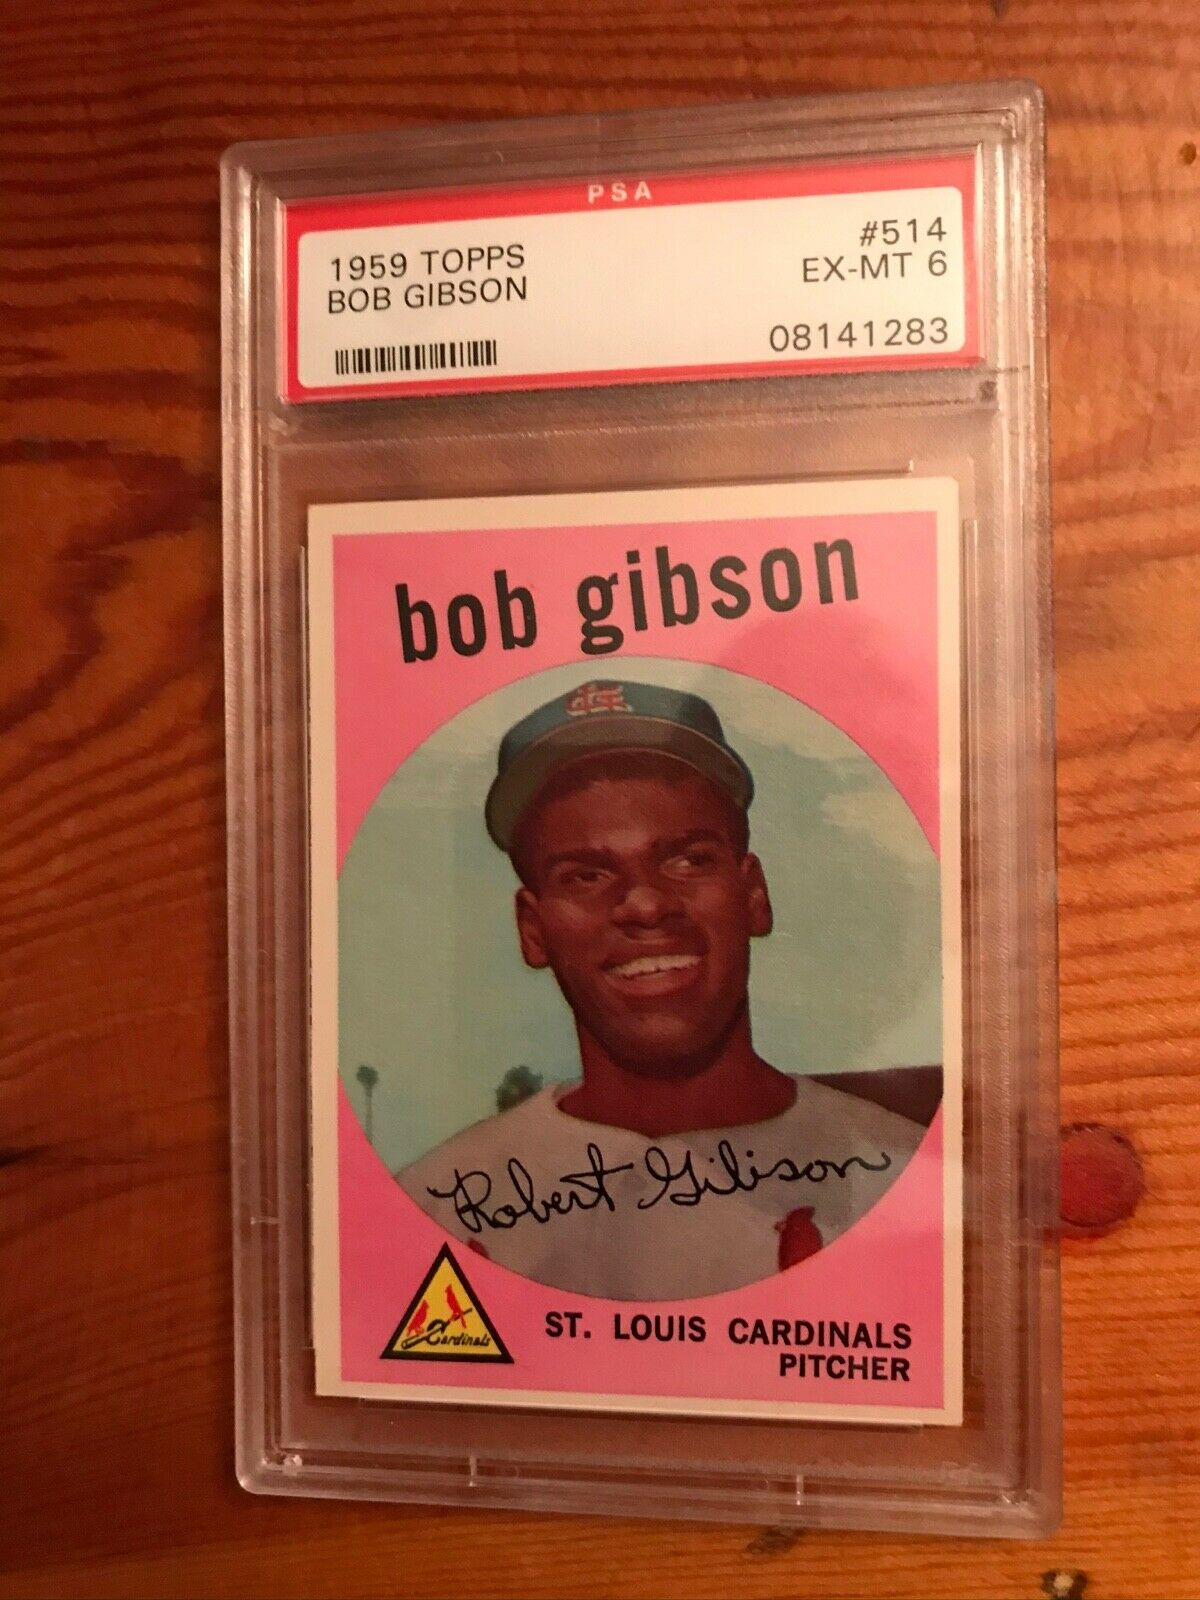 PSA
1959 TOPPS #514
BOB GIBSON EX-MT 6
08141283
bob gibson
STL
Robert Gibson
Cardinals
ST. LOUIS CARDINALS
PITCHER